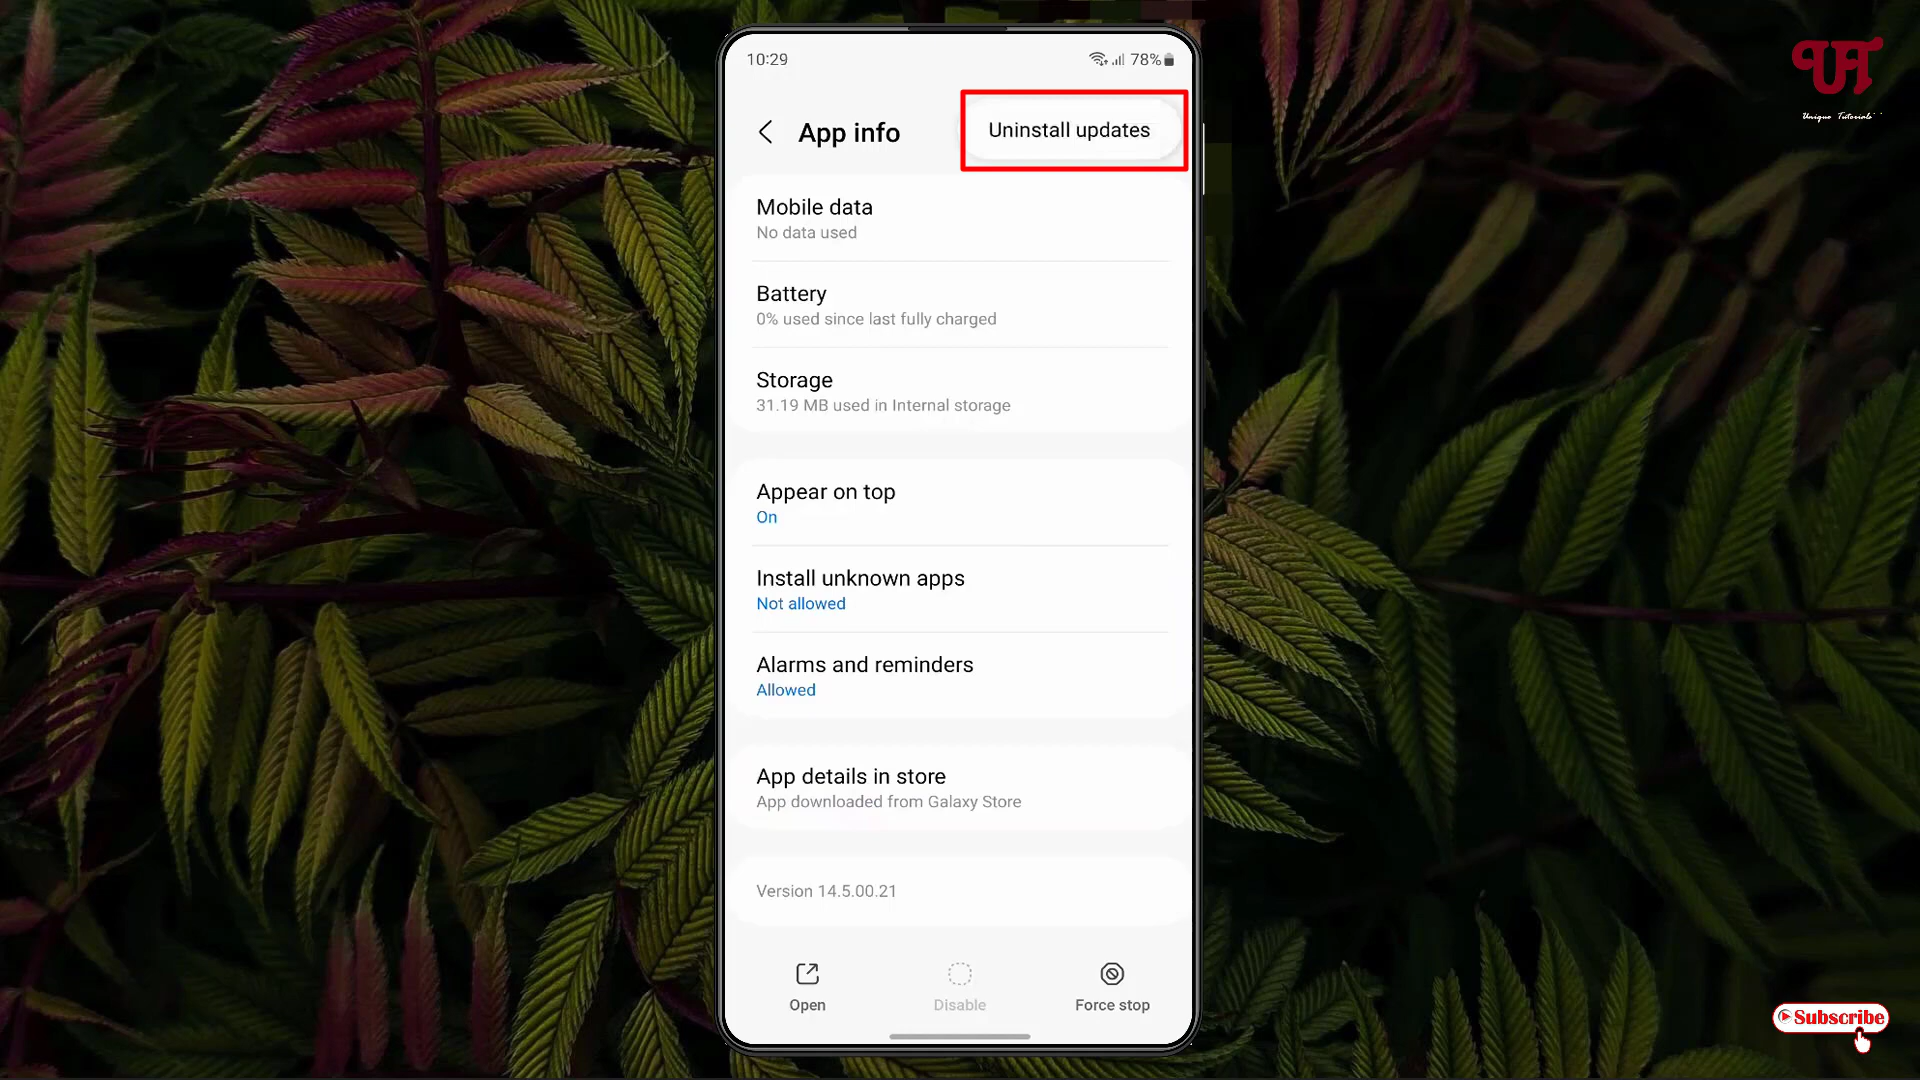 10:29
78%
UT
Unique Tutorials
App info
Uninstall updates
Mobile data
No data used
Battery
0% used since last fully charged
Storage
31.19 MB used in Internal storage
Appear on top
On
Install unknown apps
Not allowed
Alarms and reminders
Allowed
App details in store
App downloaded from Galaxy Store
Version 14.5.00.21
Open
Disable
Force stop
Subscribe